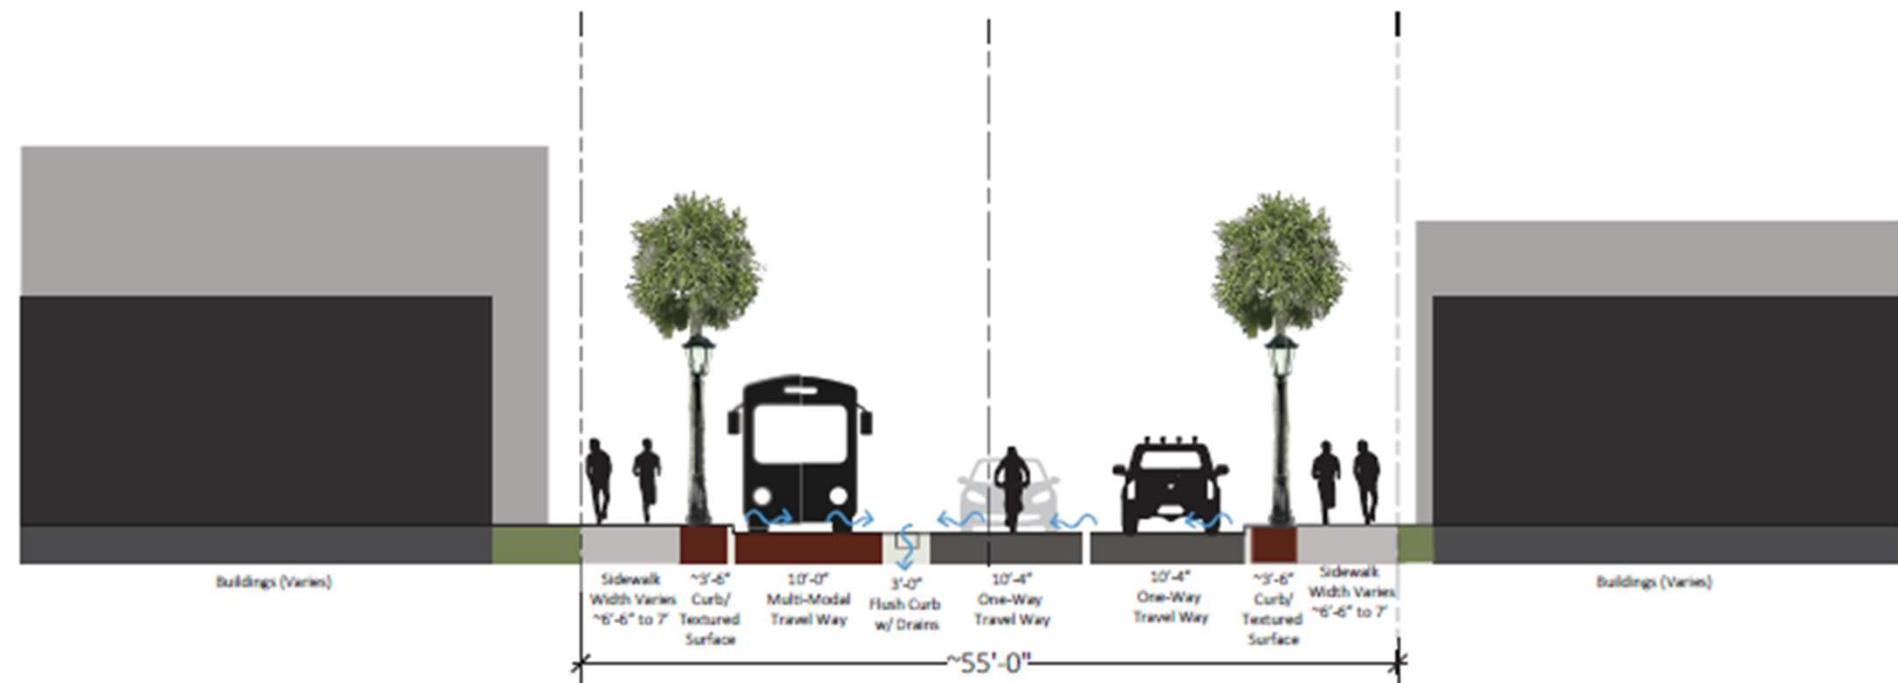 Buildings (Varies)
Sidewalk
Width Varies
~6'-6" to 7'
~3'-6"
Curb/
Textured
Surface
10'-0"
Multi-Modal
Travel Way
3'-0"
Flush Curb
w/ Drains
10'-4"
One-Way
Travel Way
10'-4"
One-Way
Travel Way
~3'-6"
Curb/
Textured
Surface
Sidewalk
Width Varies
~6'-6" to 7'
Buildings (Varies)
~55'-0"